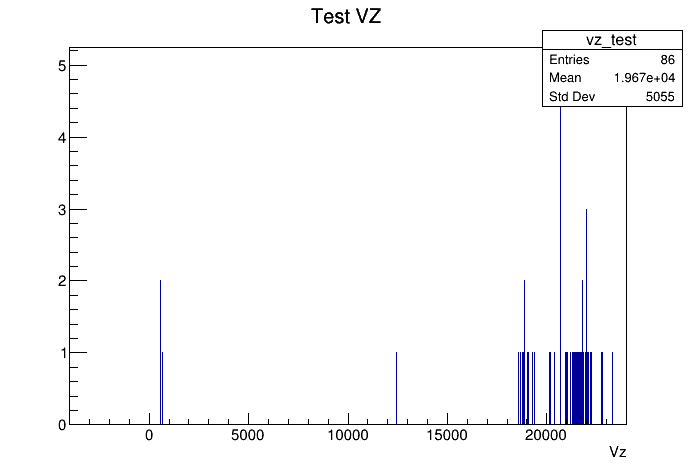 Test VZ
vz_test
Entries 86
Mean 1.967e+04
Std Dev 5055
5
4
3
2
1
0
0 5000 10000 15000 20000
Vz